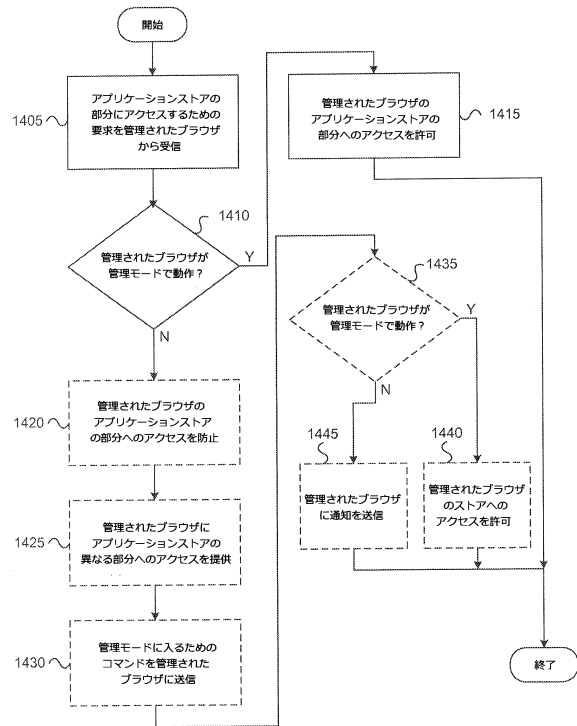 開始
1405
アプリケーションストアの
部分にアクセスするための
要求を管理されたブラウザ
から受信
1410
管理されたブラウザが
管理モードで動作？
Y
N
1415
管理されたブラウザの
アプリケーションストアの
部分へのアクセスを許可
1420
管理されたブラウザの
アプリケーションストア
の部分へのアクセスを防止
1425
管理されたブラウザに
アプリケーションストアの
異なる部分へのアクセスを提供
1430
管理モードに入るための
コマンドを管理された
ブラウザに送信
1435
管理されたブラウザが
管理モードで動作？
Y
N
1445
管理されたブラウザ
に通知を送信
1440
管理されたブラウザ
のストアへの
アクセスを許可
終了